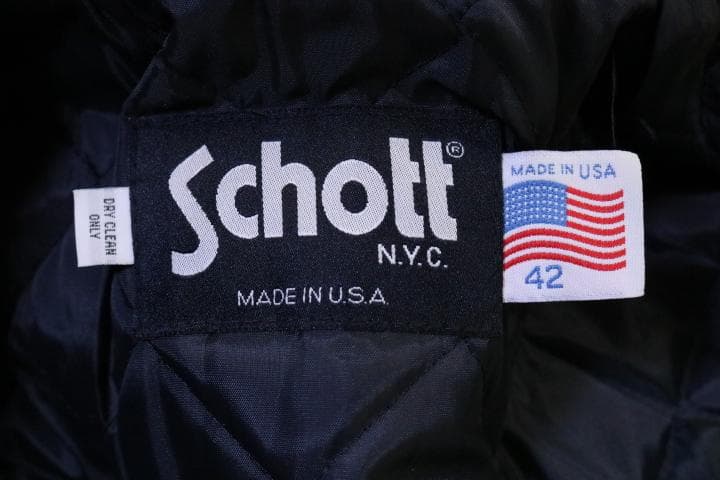 DRY CLEAN
ONLY
Schott®
N.Y.C.
MADE IN U.S.A.
MADE IN USA
42